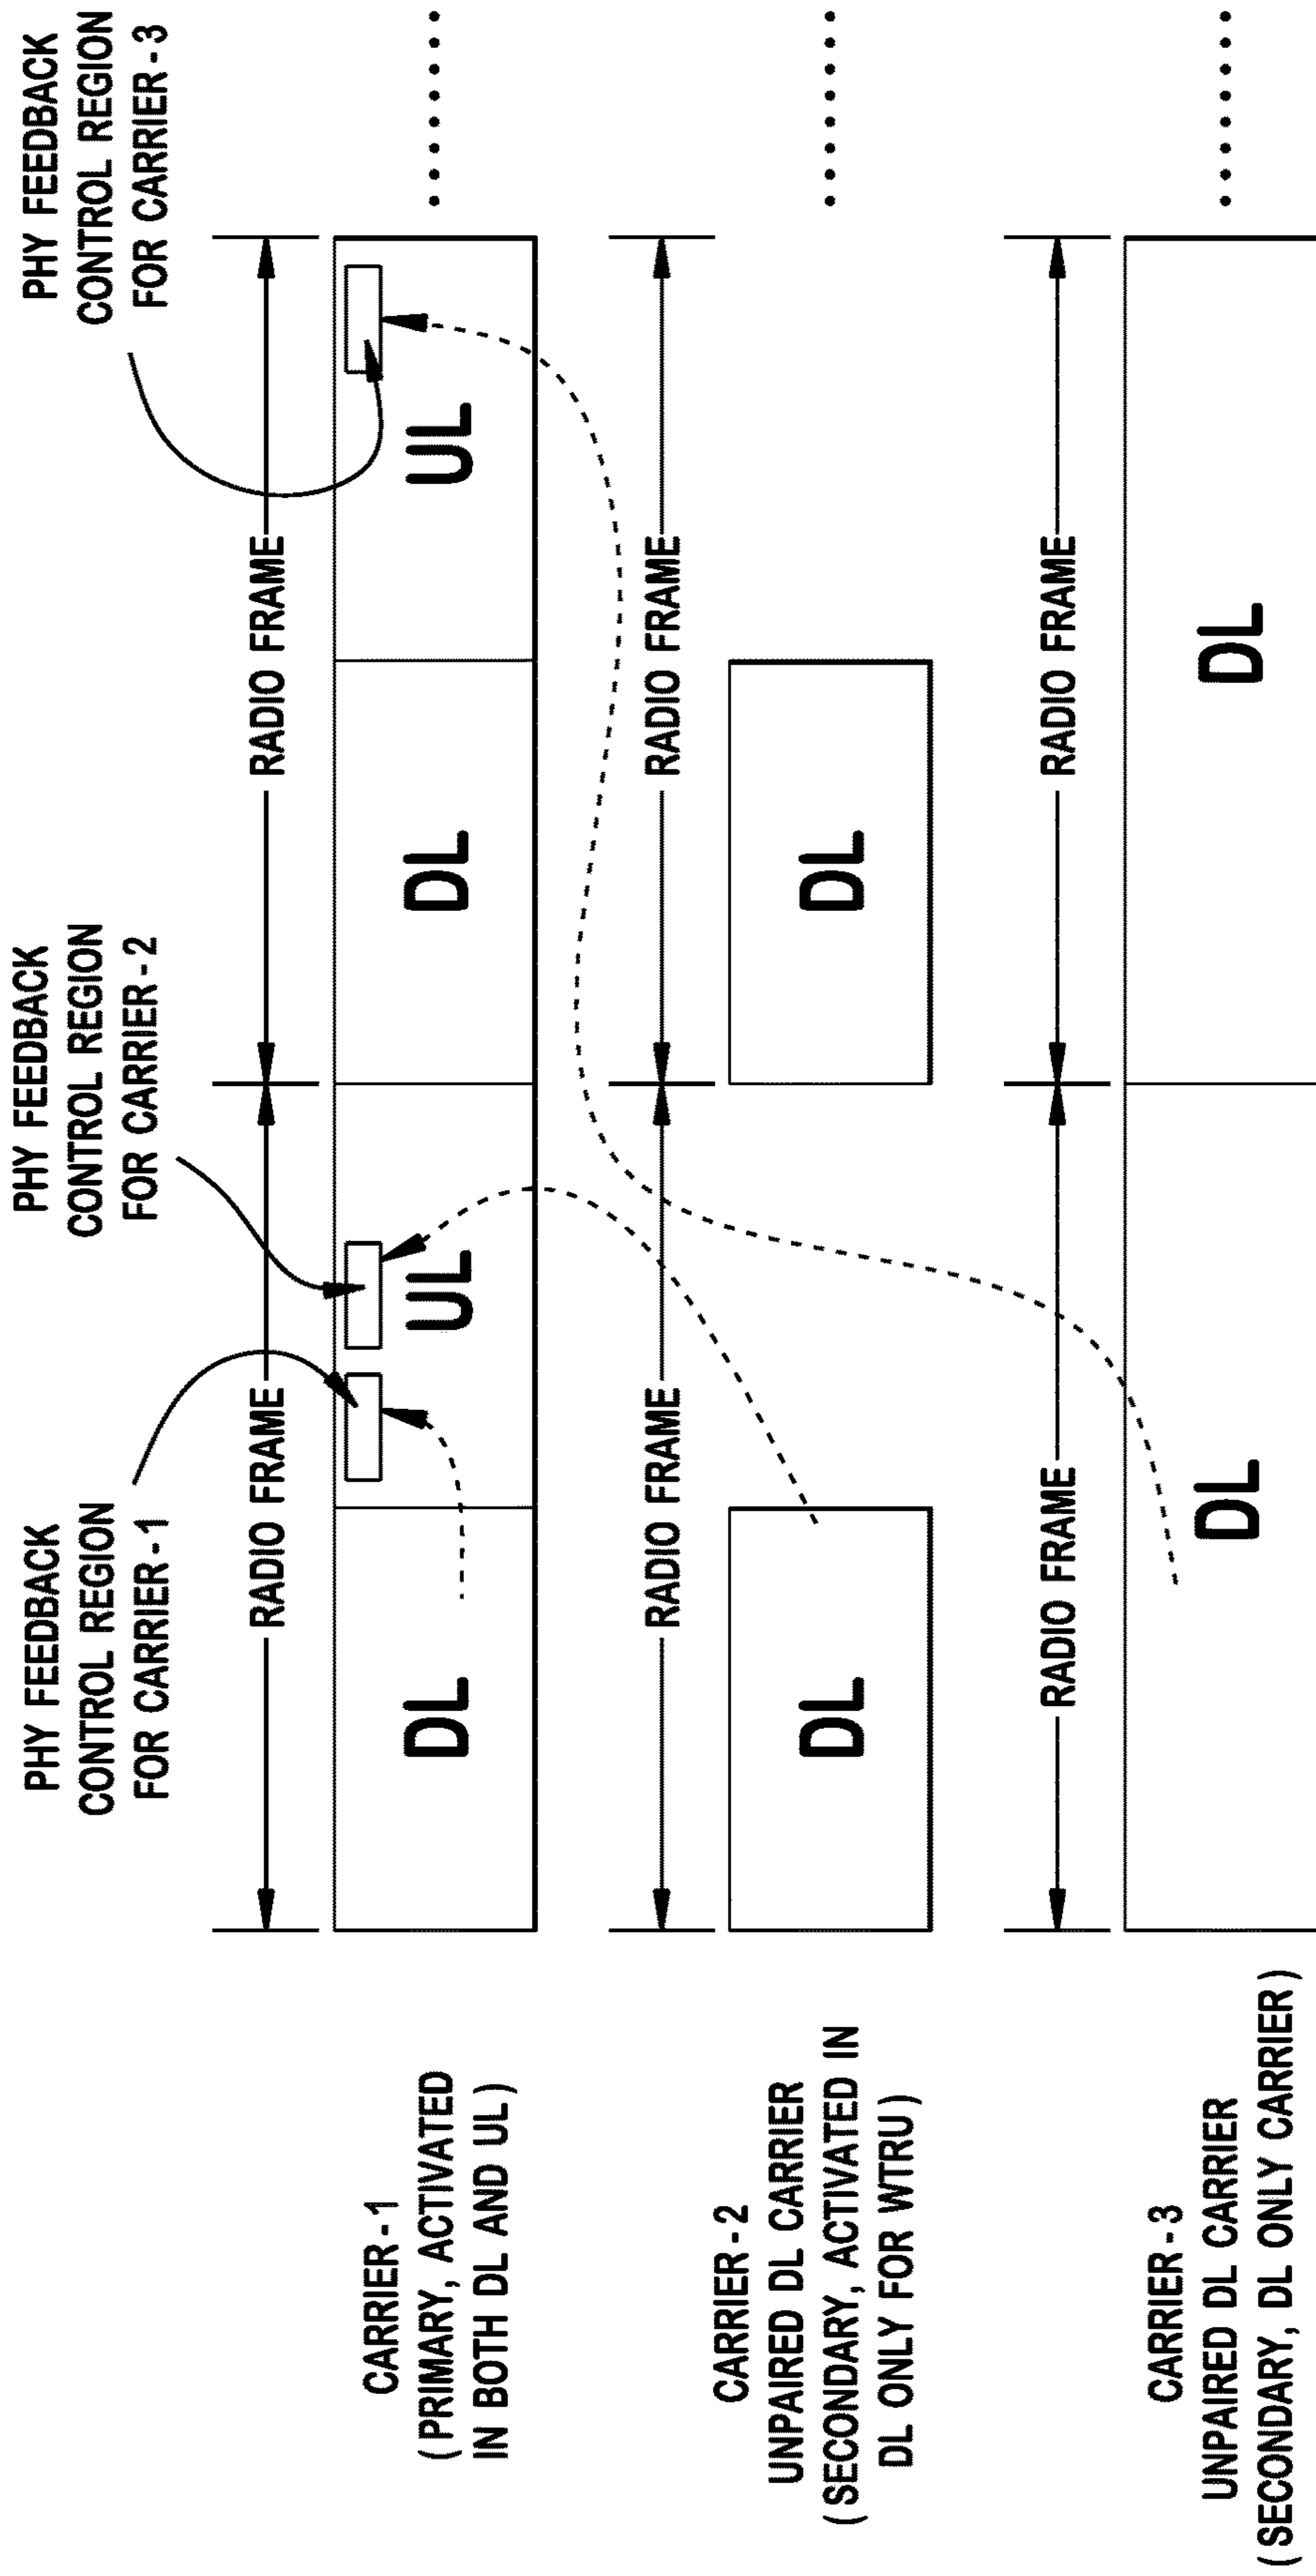 PHY FEEDBACK
CONTROL REGION
FOR CARRIER-1
PHY FEEDBACK
CONTROL REGION
FOR CARRIER-2
PHY FEEDBACK
CONTROL REGION
FOR CARRIER-3
RADIO FRAME
RADIO FRAME
CARRIER-1
(PRIMARY, ACTIVATED
IN BOTH DL AND UL)
DL
UL
DL
UL
RADIO FRAME
RADIO FRAME
CARRIER-2
UNPAIRED DL CARRIER
(SECONDARY, ACTIVATED IN
DL ONLY FOR WTRU)
DL
DL
RADIO FRAME
RADIO FRAME
CARRIER-3
UNPAIRED DL CARRIER
(SECONDARY, DL ONLY CARRIER)
DL
DL